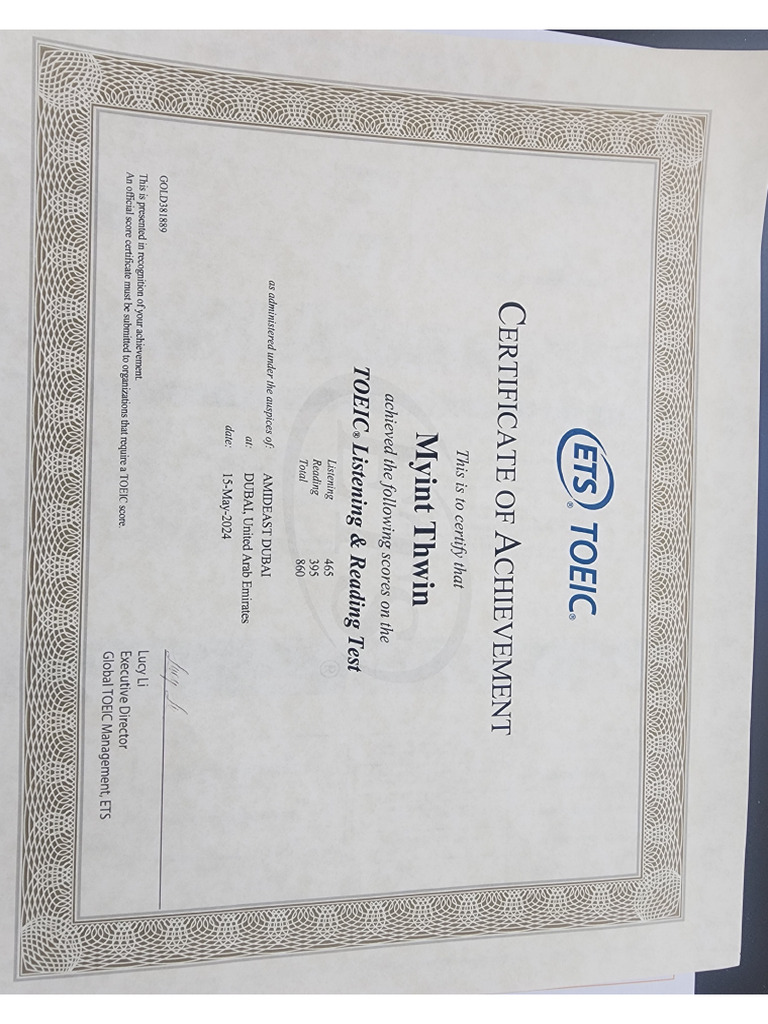 ETS® TOEIC®
CERTIFICATE OF ACHIEVEMENT
This is to certify that
Myint Thwin
achieved the following scores on the
TOEIC® Listening & Reading Test
Listening 465
Reading 395
Total 860
as administered under the auspices of: AMIDEAST DUBAI
at: DUBAI, United Arab Emirates
date: 15-May-2024
GOLD381889
This is presented in recognition of your achievement.
An official score certificate must be submitted to organizations that require a TOEIC score.
Lucy Li
Lucy Li
Executive Director
Global TOEIC Management, ETS